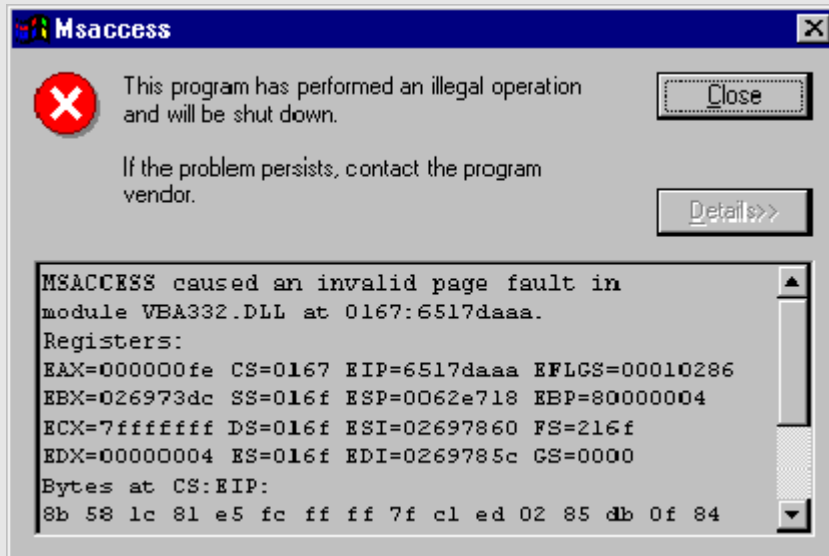 Msaccess
This program has performed an illegal operation
and will be shut down.
Close
If the problem persists, contact the program
vendor.
Details>>
MSACCESS caused an invalid page fault in
module VBA332.DLL at 0167:6517daaa.
Registers:
EAX=000000fe CS=0167 EIP=6517daaa EFLGS=00010286
EBX=026973dc SS=016f ESP=0062e718 EBP=80000004
ECX=7fffffff DS=016f ESI=02697860 FS=216f
EDX=00000004 ES=016f EDI=0269785c GS=0000
Bytes at CS:EIP:
8b 58 1c 81 e5 fc ff ff 7f c1 ed 02 85 db 0f 84